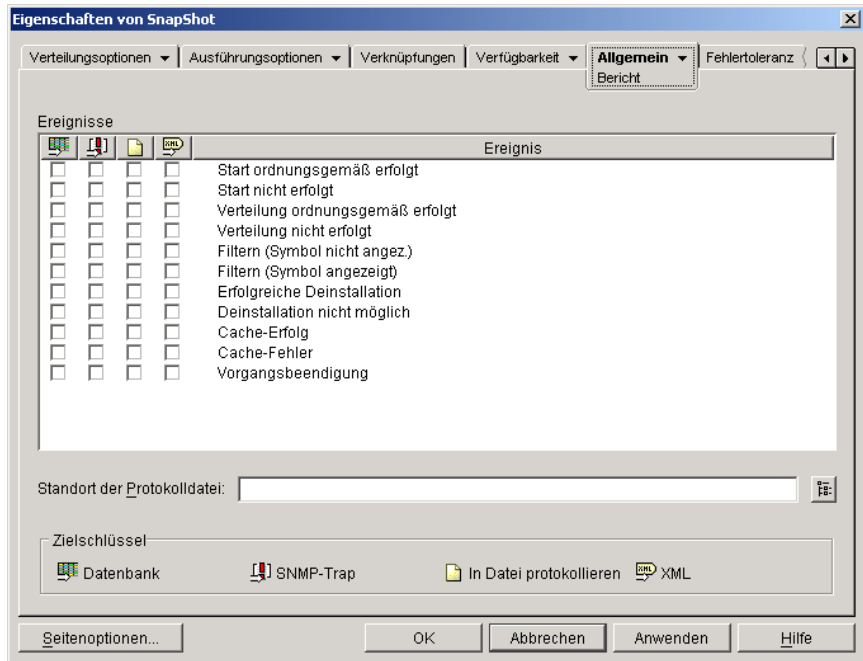 Eigenschaften von SnapShot
Verteilungsoptionen Ausführungsoptionen Verknüpfungen Verfügbarkeit Allgemein Fehlertoleranz
Bericht
Ereignisse
XML Ereignis
Start ordnungsgemäß erfolgt
Start nicht erfolgt
Verteilung ordnungsgemäß erfolgt
Verteilung nicht erfolgt
Filtern (Symbol nicht angez.)
Filtern (Symbol angezeigt)
Erfolgreiche Deinstallation
Deinstallation nicht möglich
Cache-Erfolg
Cache-Fehler
Vorgangsbeendigung
Standort der Protokolldatei:
Zielschlüssel
Datenbank SNMP-Trap In Datei protokollieren XML XML
Seitenoptionen... OK Abbrechen Anwenden Hilfe